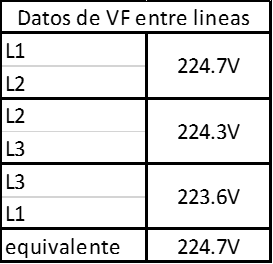 Datos de VF entre lineas
L1
224.7V
L2
L2
224.3V
L3
L3
223.6V
L1
equivalente 224.7V